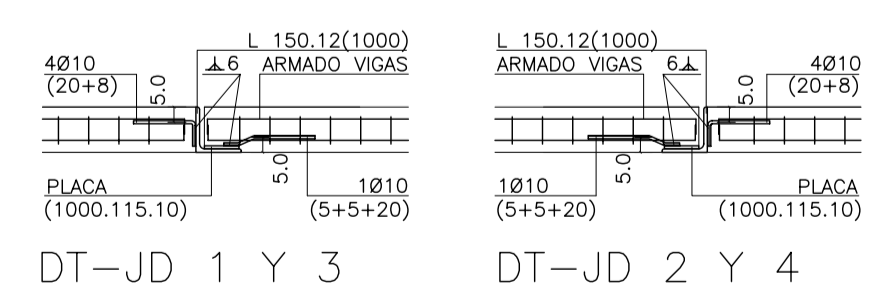 L 150.12(1000)
4Ø10
6
ARMADO VIGAS
(20+8)
5.0
5.0
PLACA
1Ø10
(1000.115.10)
(5+5+20)
DT-JD 1 Y 3
L 150.12(1000)
ARMADO VIGAS
6
4Ø10
(20+8)
5.0
5.0
1Ø10
PLACA
(5+5+20)
(1000.115.10)
DT-JD 2 Y 4